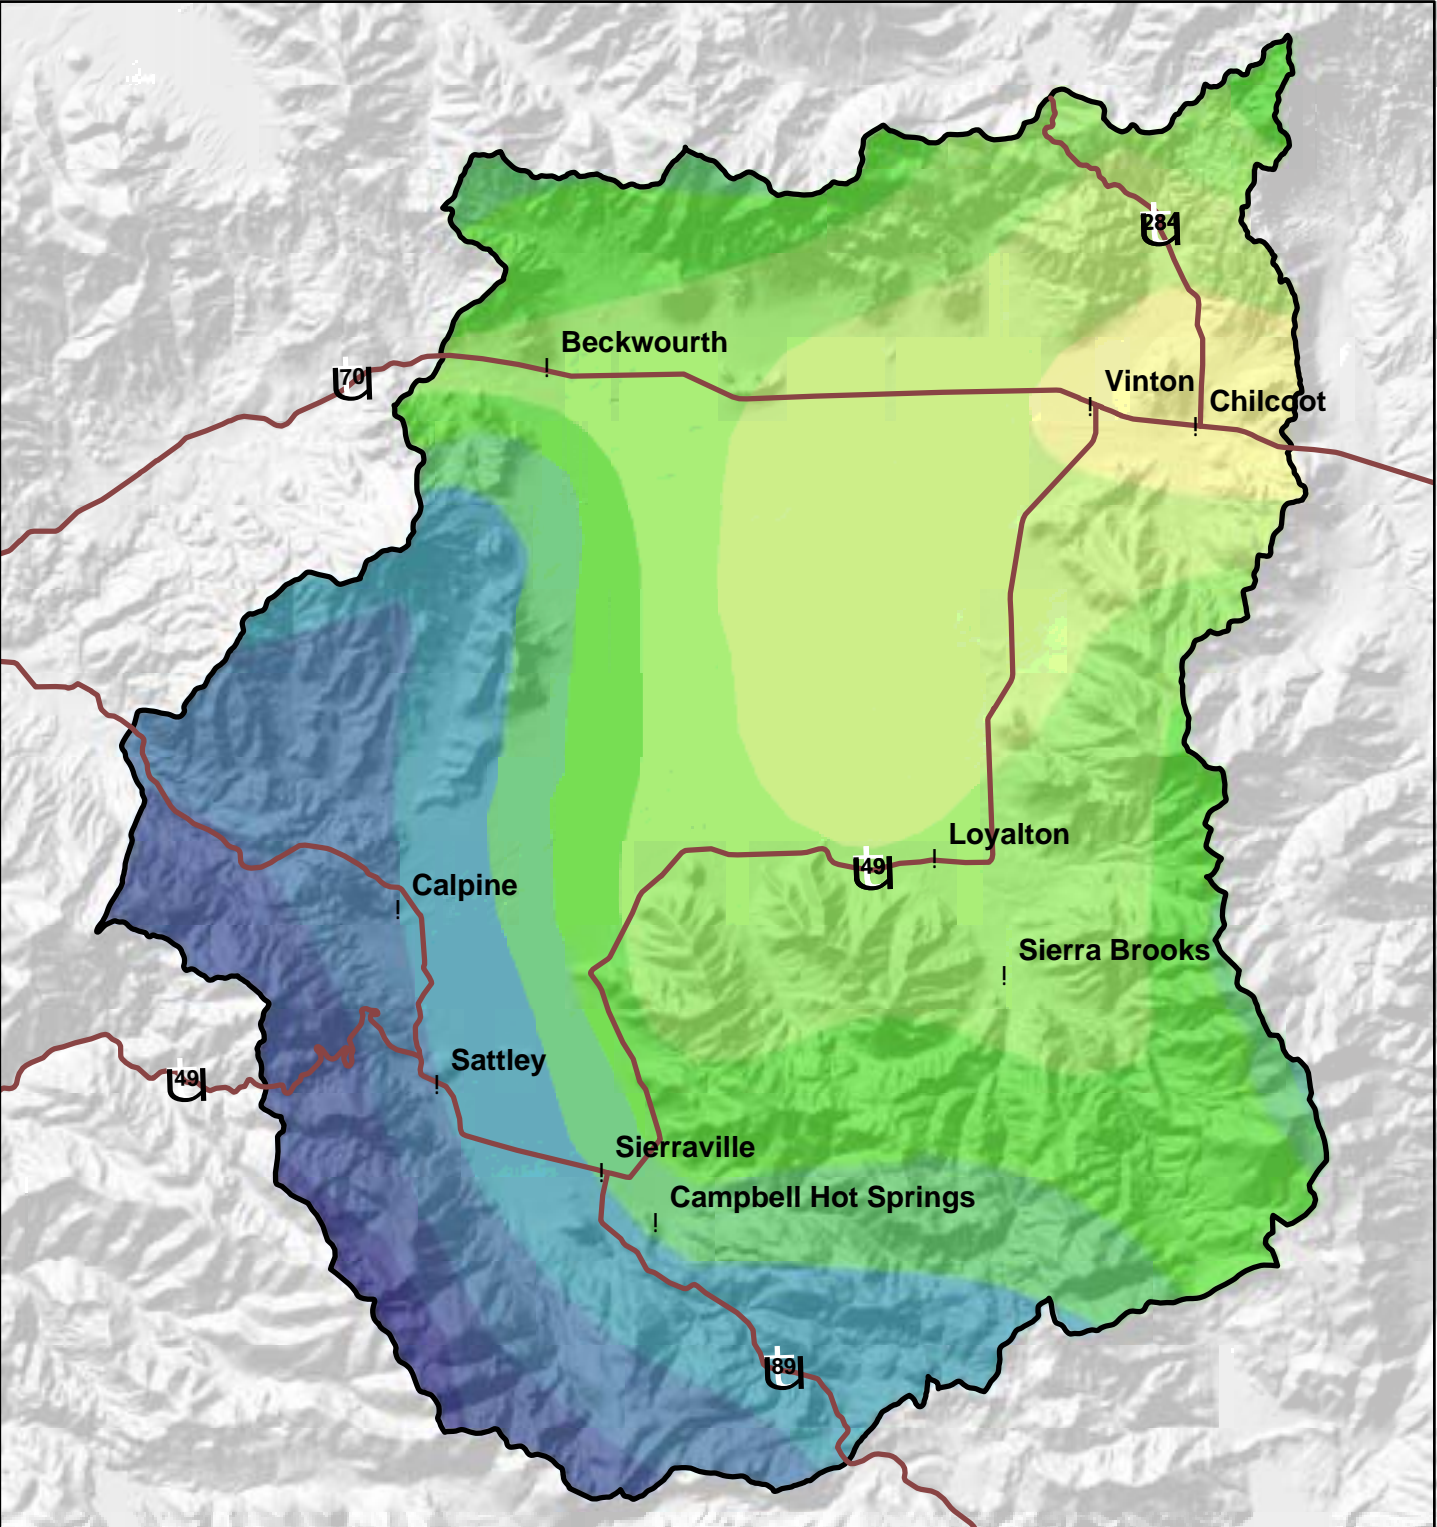 284
Beckwourth
70
Vinton
Chilcoot
Loyalton
49
Calpine
Sierra Brooks
Sattley
49
Sierraville
Campbell Hot Springs
89